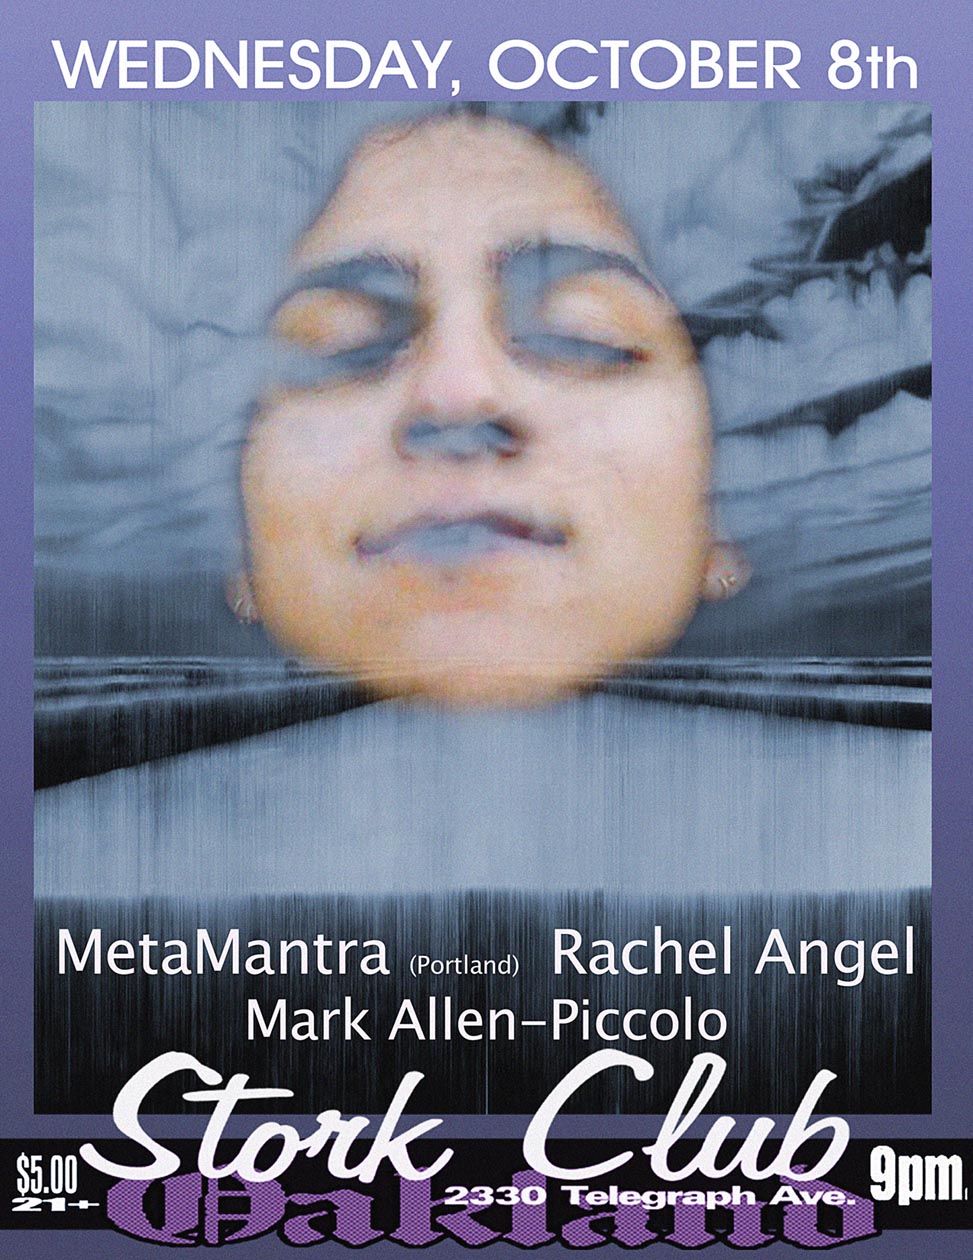 WEDNESDAY, OCTOBER 8th
MetaMantra (Portland) Rachel Angel
Mark Allen-Piccolo
Stork Club
$5.00
21+
9pm.
2330 Telegraph Ave.
Oakland